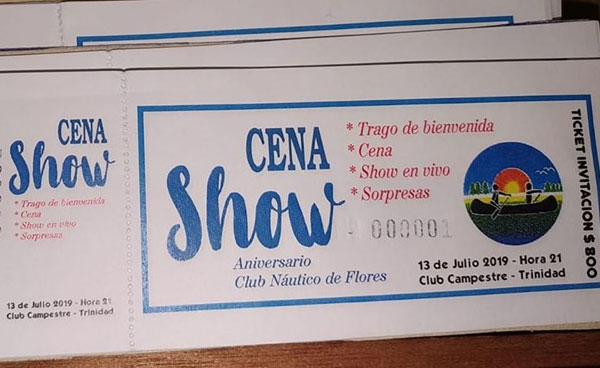 CENA
Show
* Trago de bienvenida
* Cena
* Show en vivo
* Sorpresas
13 de Julio 2019 - Hora 21
Club Campestre - Trinidad
CENA
Show
* Trago de bienvenida
* Cena
* Show en vivo
* Sorpresas
000001
Aniversario
Club Náutico de Flores
13 de Julio 2019 - Hora 21
Club Campestre - Trinidad
TICKET INVITACION $ 800